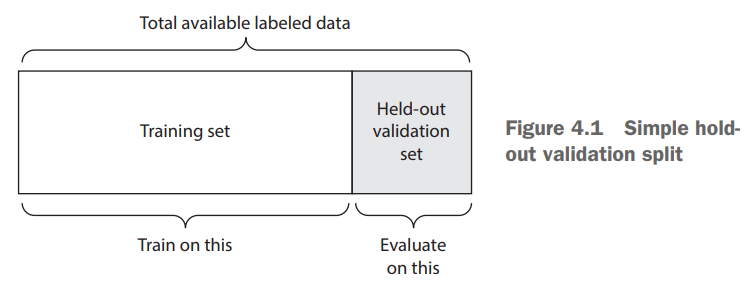 Total available labeled data
Training set
Held-out
validation
set
Figure 4.1 Simple hold-
out validation split
Train on this
Evaluate
on this